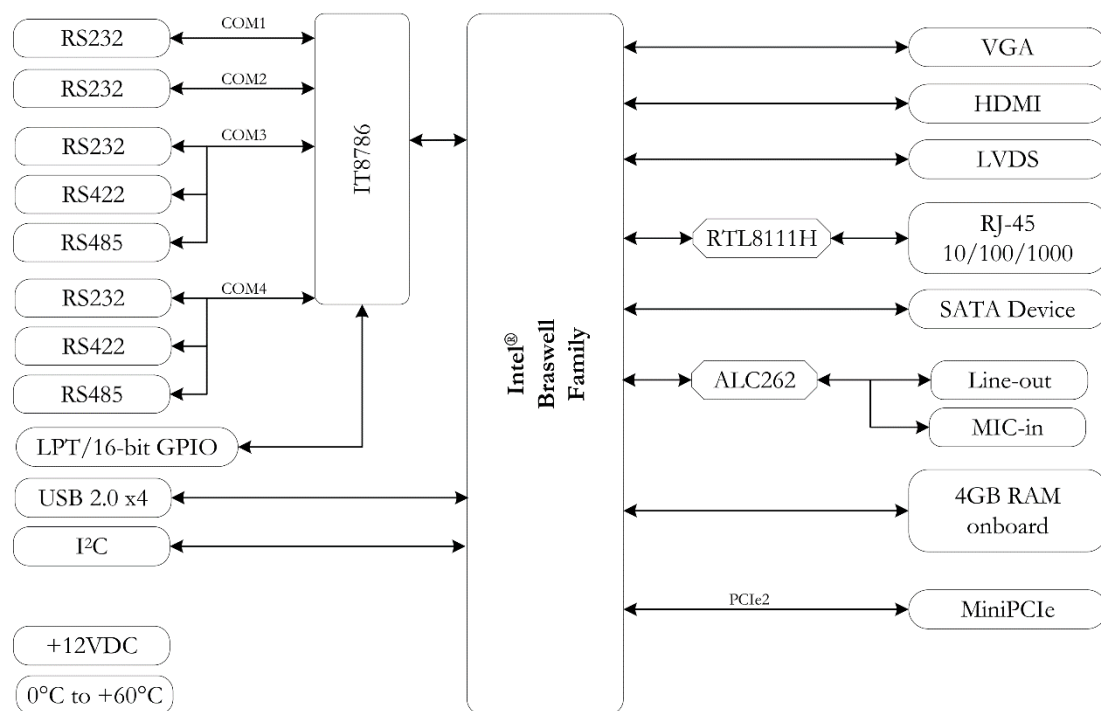 RS232
COM1
RS232
COM2
RS232
COM3
RS422
RS485
RS232
COM4
RS422
RS485
LPT/16-bit GPIO
USB 2.0 x4
I²C
+12VDC
0°C to +60°C
IT8786
Intel®
Braswell
Family
VGA
HDMI
LVDS
RTL8111H
RJ-45
10/100/1000
SATA Device
ALC262
Line-out
MIC-in
4GB RAM
onboard
PCIe2
MiniPCIe